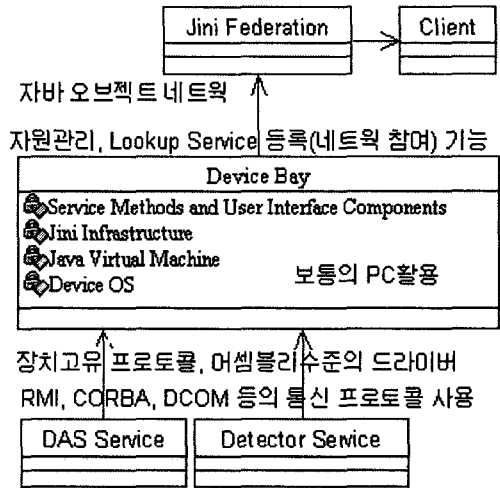 Jini Federation
Client
자바 오브젝트 네트웍
자원관리, Lookup Service 등록(네트웍 참여) 기능
Device Bay
Service Methods and User Interface Components
Jini Infrastructure
Java Virtual Machine
Device OS
보통의 PC활용
장치고유 프로토콜, 어셈블리수준의 드라이버
RMI, CORBA, DCOM 등의 통신 프로토콜 사용
DAS Service
Detector Service